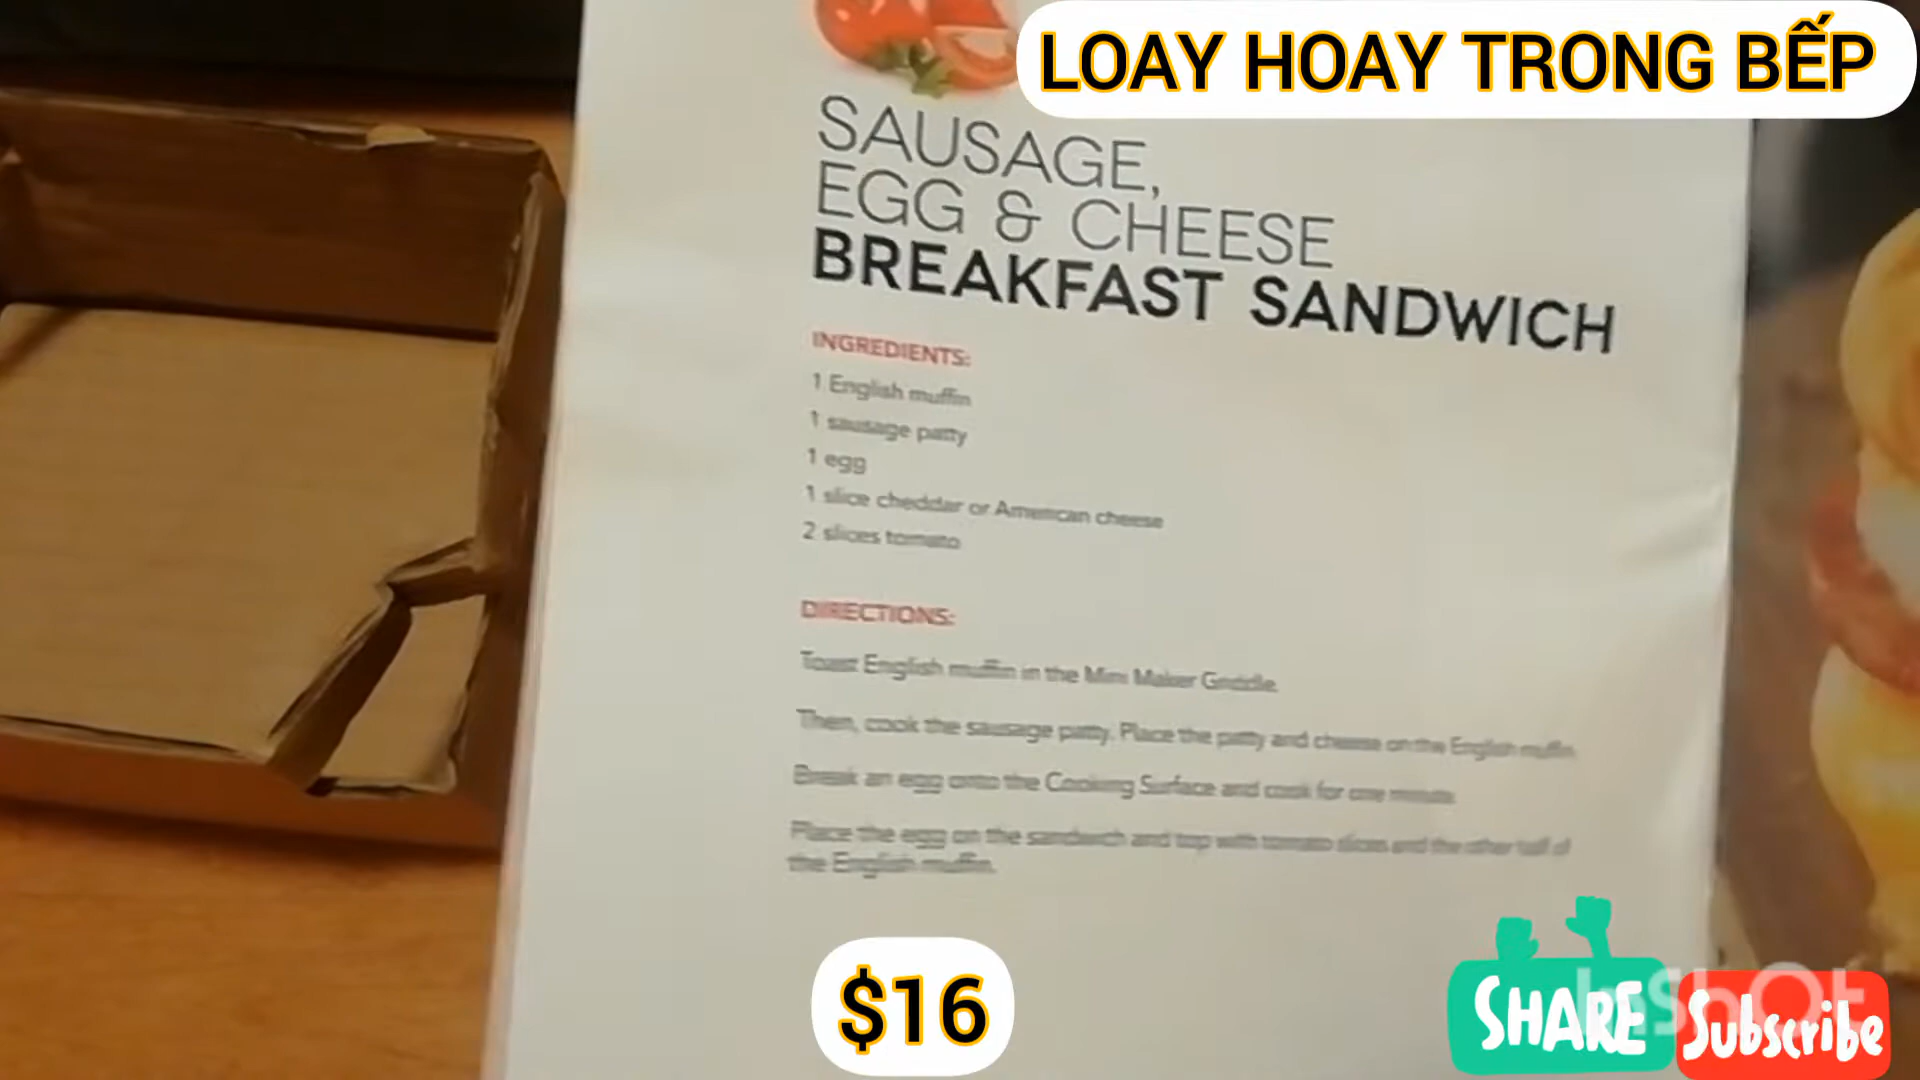 LOAY HOAY TRONG BẾP
SAUSAGE,
EGG & CHEESE
BREAKFAST SANDWICH
INGREDIENTS:
1 English muffin
1 sausage patty
1 egg
1 slice cheddar or American cheese
2 slices tomato
DIRECTIONS:
Toast English muffin in the Mini Maker Griddle.
Then, cook the sausage patty. Place the patty and cheese on the English muffin.
Break an egg onto the Cooking Surface and cook for one minute.
Place the egg on the sandwich and top with tomato slices and the other half of
the English muffin.
$16
SHARE
Subscribe
InShOt